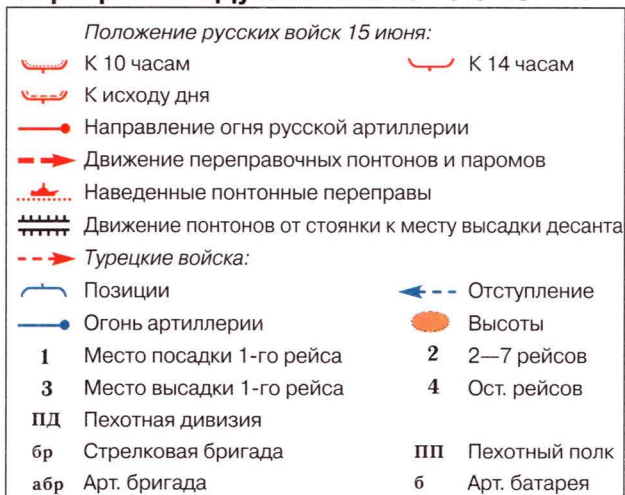 Положение русских войск 15 июня:
К 10 часам К 14 часам
К исходу дня
Направление огня русской артиллерии
Движение переправочных понтонов и паромов
Наведенные понтонные переправы
Движение понтонов от стоянки к месту высадки десанта
Турецкие войска:
Позиции Отступление
Огонь артиллерии Высоты
1 Место посадки 1-го рейса 2 2—7 рейсов
3 Место высадки 1-го рейса 4 Ост. рейсов
ПД Пехотная дивизия
бр Стрелковая бригада ПП Пехотный полк
абр Арт. бригада б Арт. батарея